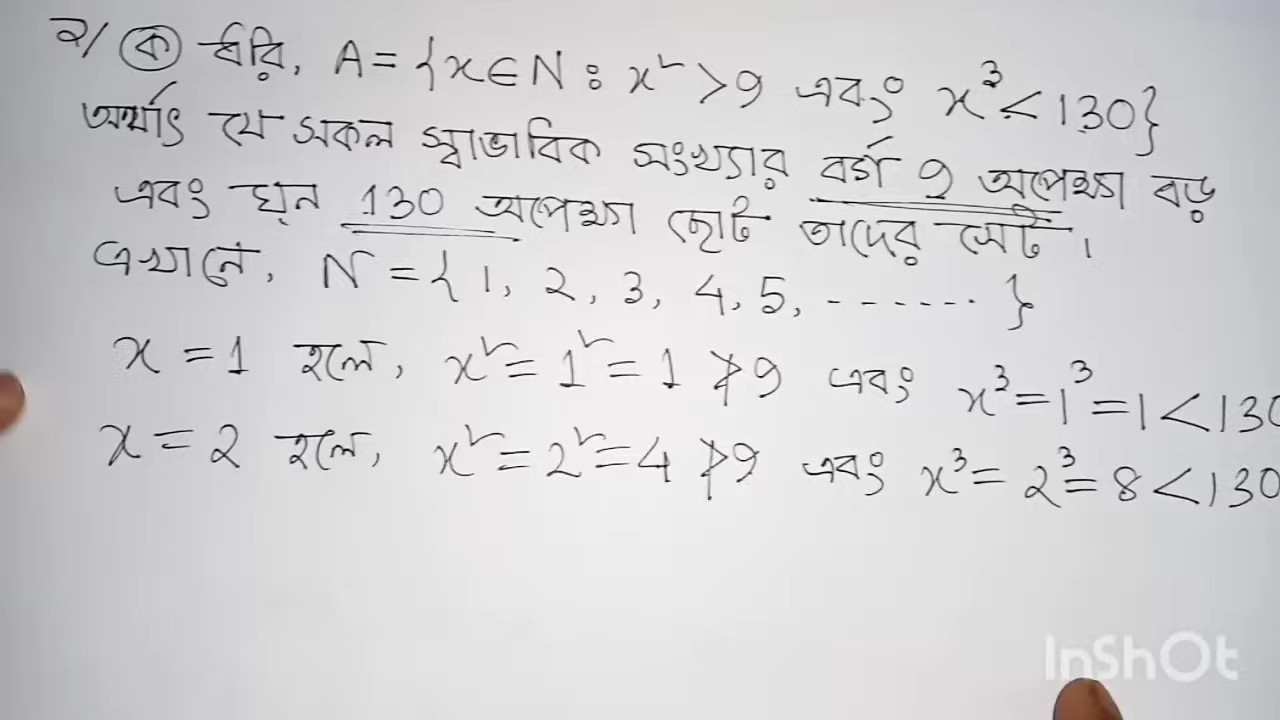 ২/ ক ধরি, A = {x ∈ N : x² > 9 এবং x³ < 130}
অর্থাৎ যে সকল স্বাভাবিক সংখ্যার বর্গ 9 অপেক্ষা বড়
এবং ঘন 130 অপেক্ষা ছোট তাদের সেট।
এখানে, N = {1, 2, 3, 4, 5, ------- }
x = 1 হলে, x² = 1² = 1 ≯ 9 এবং x³ = 1³ = 1 < 130
x = 2 হলে, x² = 2² = 4 ≯ 9 এবং x³ = 2³ = 8 < 130
InShOt